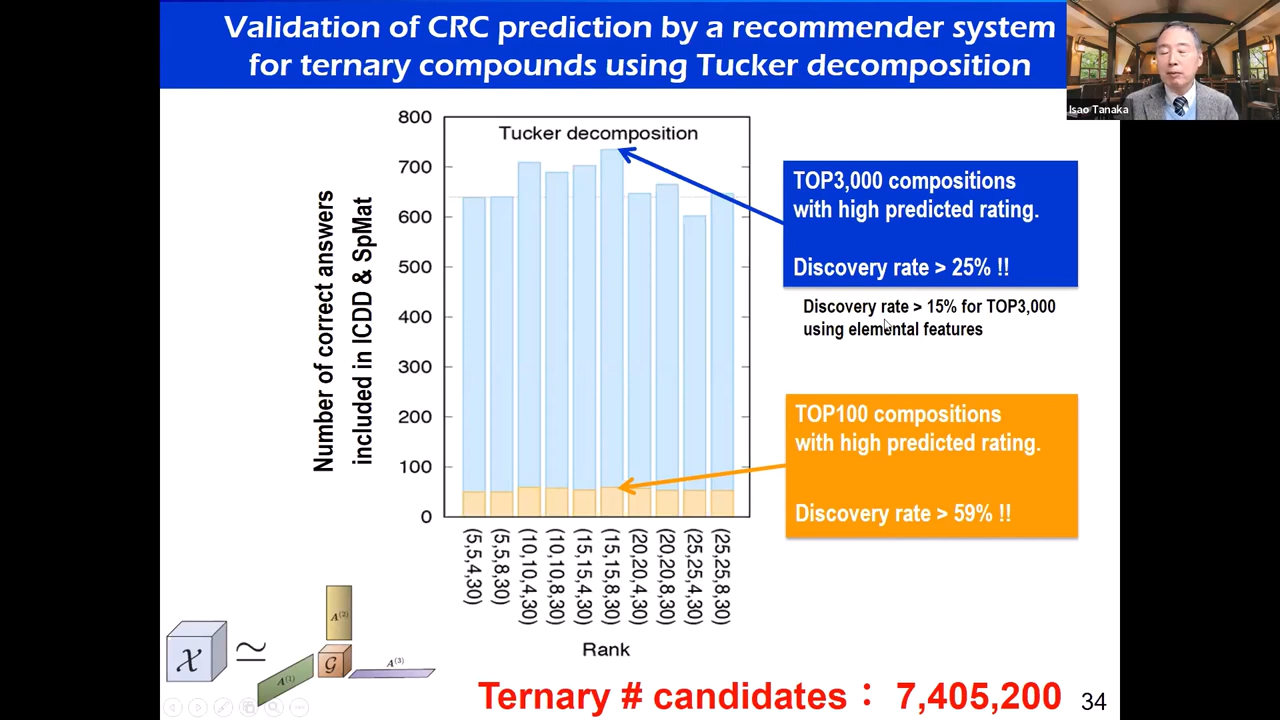 Validation of CRC prediction by a recommender system
for ternary compounds using Tucker decomposition
Isao Tanaka
Number of correct answers
included in ICDD & SpMat
800
700
600
500
400
300
200
100
0
Tucker decomposition
(5,5,4,30)
(5,5,8,30)
(10,10,4,30)
(10,10,8,30)
(15,15,4,30)
(15,15,8,30)
(20,20,4,30)
(20,20,8,30)
(25,25,4,30)
(25,25,8,30)
Rank
TOP3,000 compositions
with high predicted rating.
Discovery rate > 25% !!
Discovery rate > 15% for TOP3,000
using elemental features
TOP100 compositions
with high predicted rating.
Discovery rate > 59% !!
𝒳 ≃ A⁽¹⁾ A⁽²⁾ 𝒢 A⁽³⁾
Ternary # candidates : 7,405,200
34